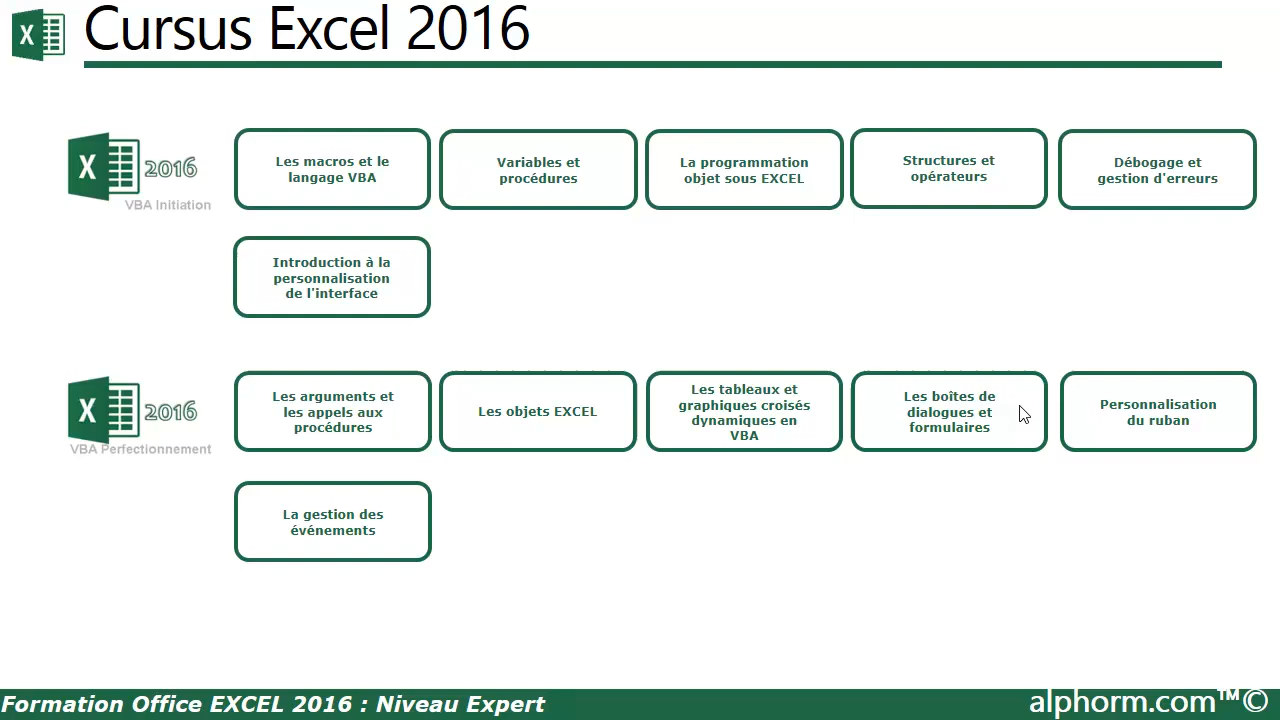 Cursus Excel 2016
X
X
2016
VBA Initiation
Les macros et le
langage VBA
Variables et
procédures
La programmation
objet sous EXCEL
Structures et
opérateurs
Débogage et
gestion d'erreurs
Introduction à la
personnalisation
de l'interface
X
2016
VBA Perfectionnement
Les arguments et
les appels aux
procédures
Les objets EXCEL
Les tableaux et
graphiques croisés
dynamiques en
VBA
Les boîtes de
dialogues et
formulaires
Personnalisation
du ruban
La gestion des
événements
Formation Office EXCEL 2016 : Niveau Expert
alphorm.com™©